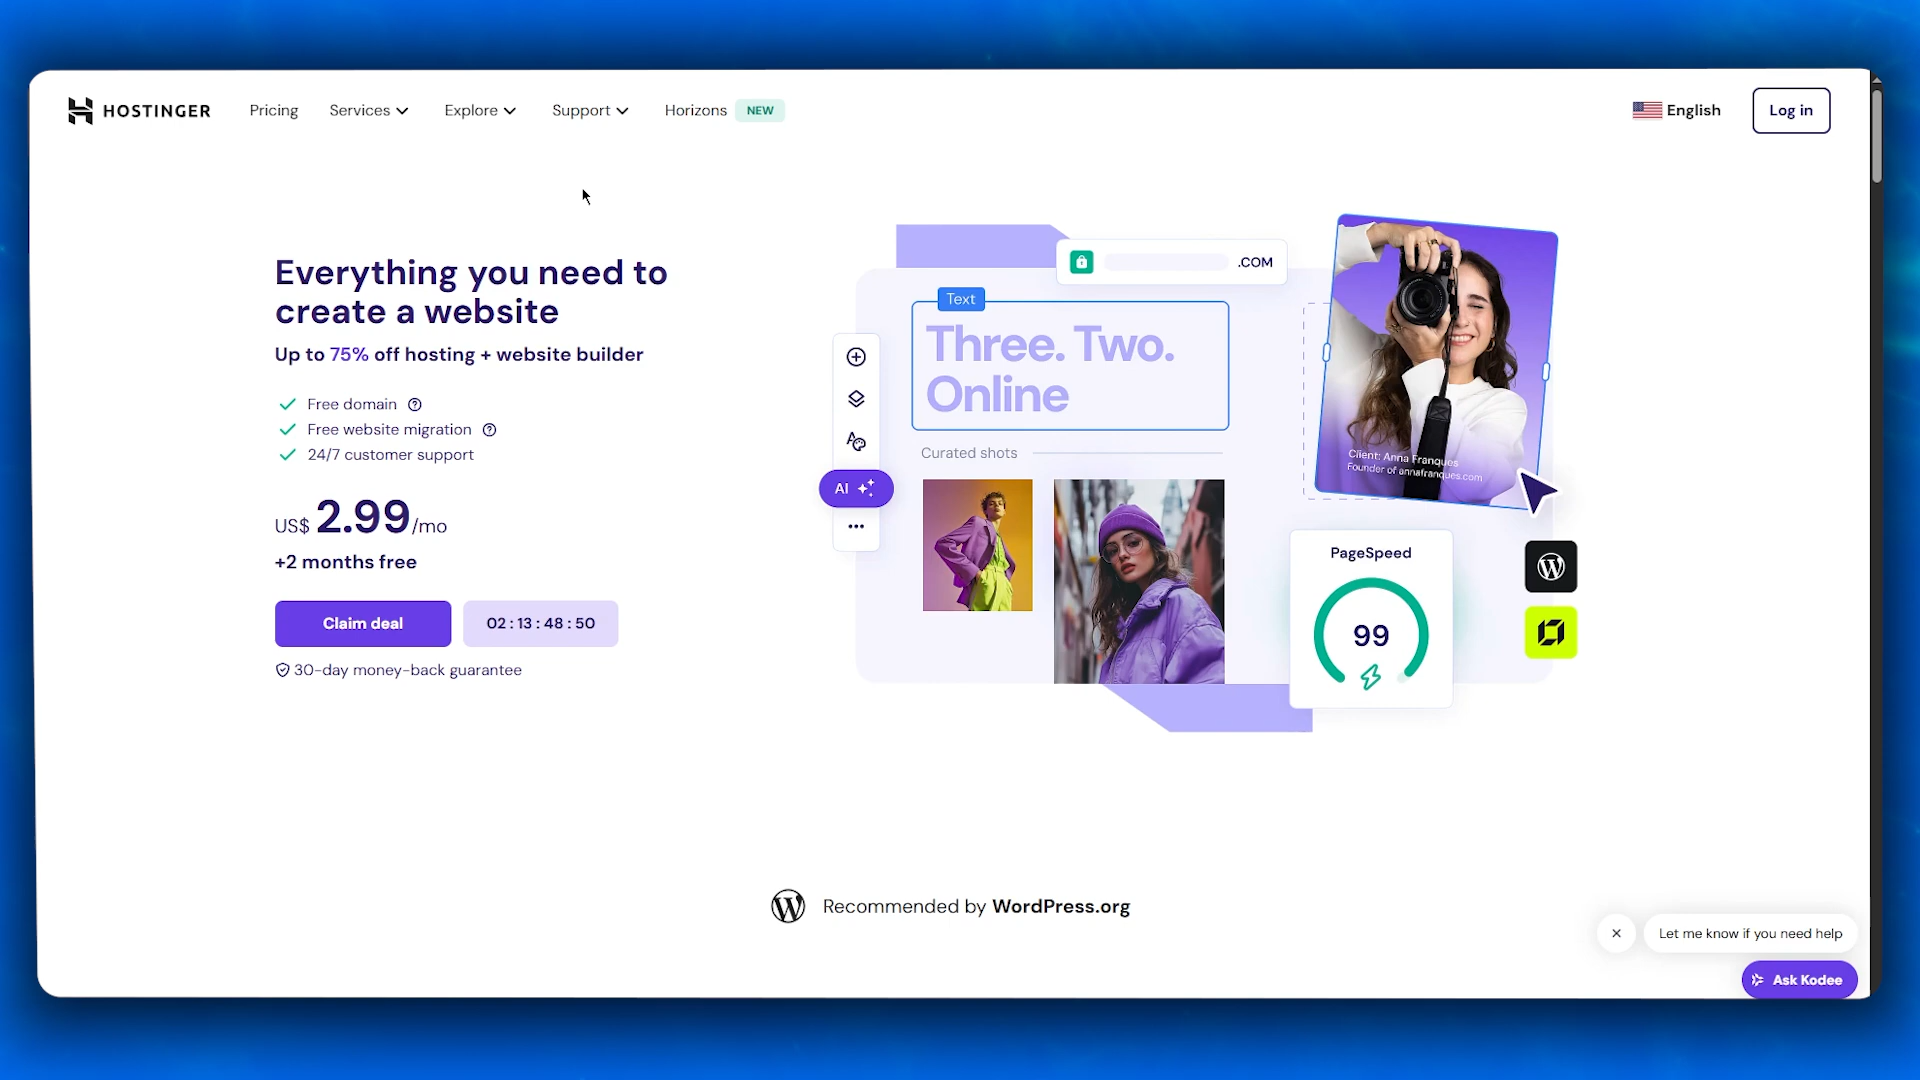 HOSTINGER
Pricing
Services
Explore
Support
Horizons NEW
English
Log in
Everything you need to
create a website
Up to 75% off hosting + website builder
Free domain
Free website migration
24/7 customer support
US$ 2.99/mo
+2 months free
Claim deal
02 : 13 : 48 : 50
30-day money-back guarantee
.COM
Text
Three. Two.
Online
Curated shots
AI
Client: Anna Franques
Founder of annafranques.com
PageSpeed
99
Recommended by WordPress.org
Let me know if you need help
Ask Kodee